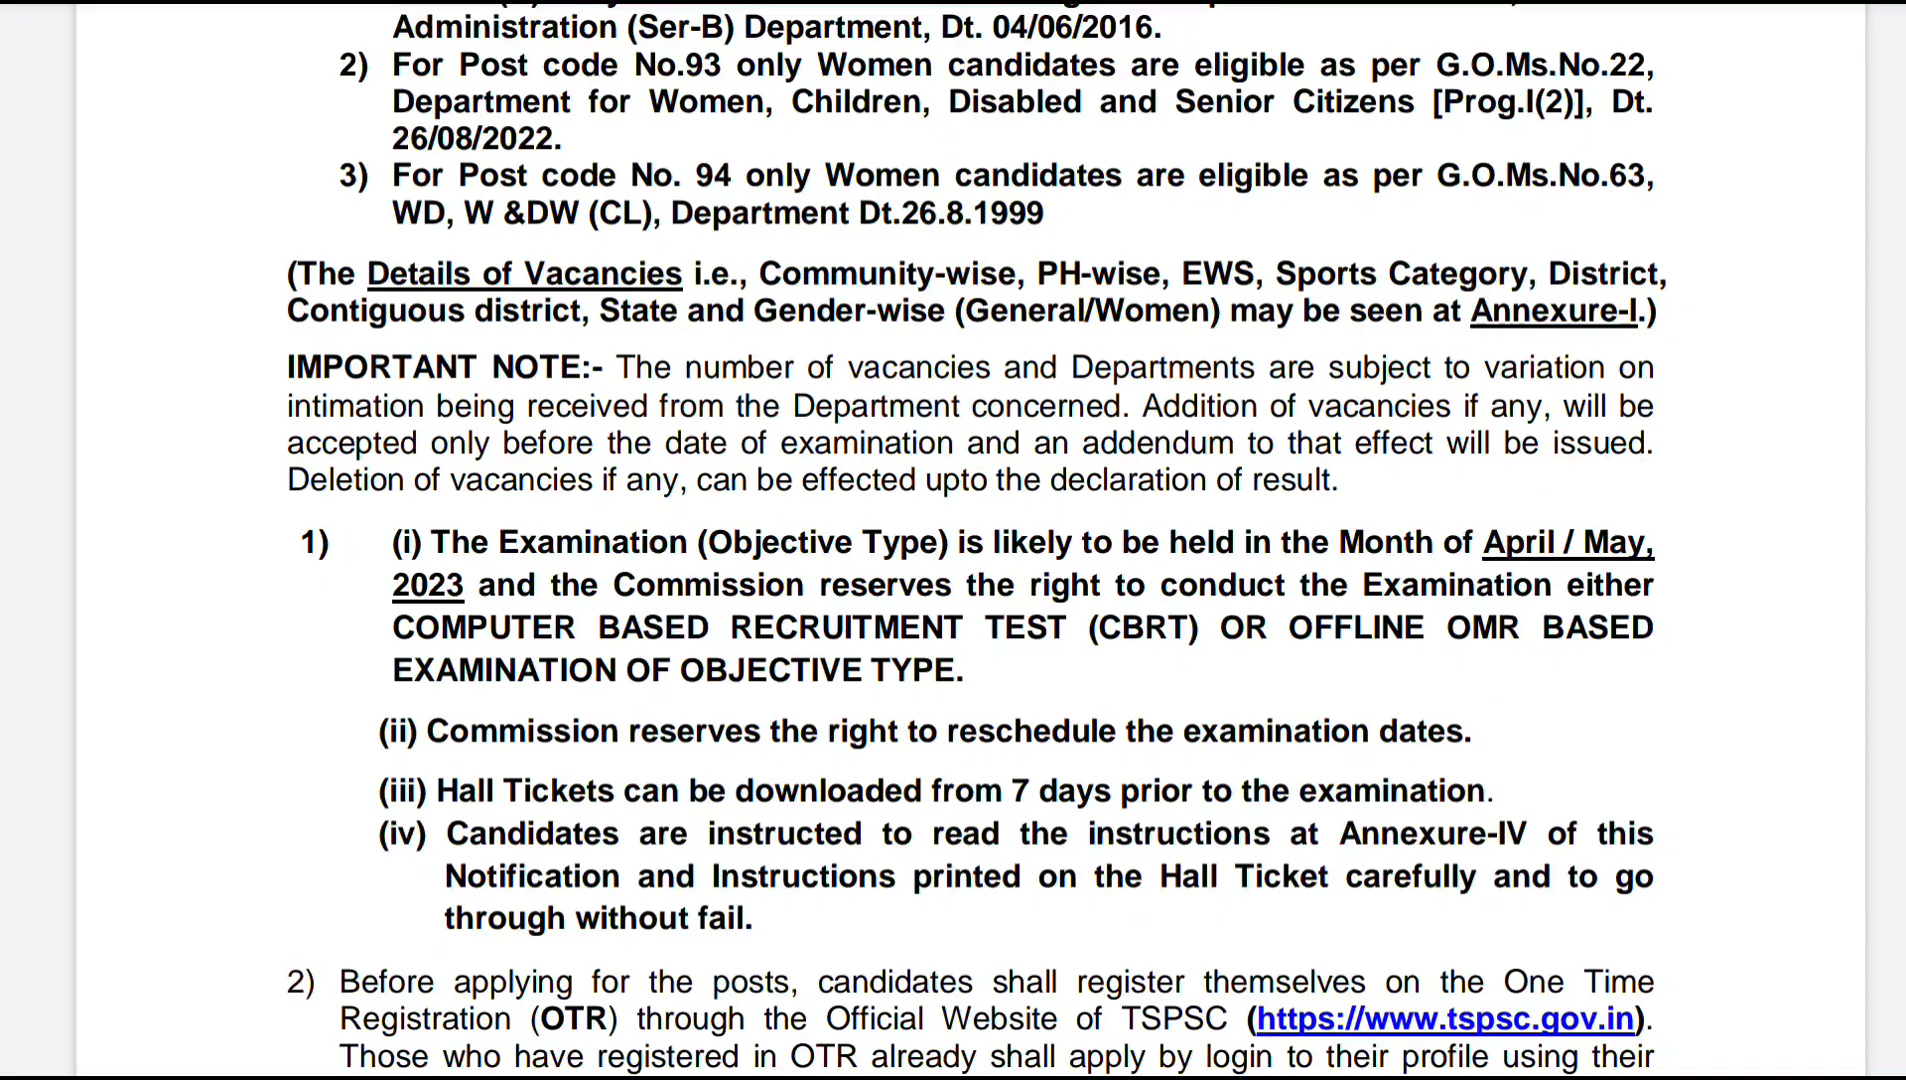 Administration (Ser-B) Department, Dt. 04/06/2016.
2) For Post code No.93 only Women candidates are eligible as per G.O.Ms.No.22,
Department for Women, Children, Disabled and Senior Citizens [Prog.I(2)], Dt.
26/08/2022.
3) For Post code No. 94 only Women candidates are eligible as per G.O.Ms.No.63,
WD, W &DW (CL), Department Dt.26.8.1999
(The Details of Vacancies i.e., Community-wise, PH-wise, EWS, Sports Category, District,
Contiguous district, State and Gender-wise (General/Women) may be seen at Annexure-I.)
IMPORTANT NOTE:- The number of vacancies and Departments are subject to variation on
intimation being received from the Department concerned. Addition of vacancies if any, will be
accepted only before the date of examination and an addendum to that effect will be issued.
Deletion of vacancies if any, can be effected upto the declaration of result.
1) (i) The Examination (Objective Type) is likely to be held in the Month of April / May,
2023 and the Commission reserves the right to conduct the Examination either
COMPUTER BASED RECRUITMENT TEST (CBRT) OR OFFLINE OMR BASED
EXAMINATION OF OBJECTIVE TYPE.
(ii) Commission reserves the right to reschedule the examination dates.
(iii) Hall Tickets can be downloaded from 7 days prior to the examination.
(iv) Candidates are instructed to read the instructions at Annexure-IV of this
Notification and Instructions printed on the Hall Ticket carefully and to go
through without fail.
2) Before applying for the posts, candidates shall register themselves on the One Time
Registration (OTR) through the Official Website of TSPSC (https://www.tspsc.gov.in).
Those who have registered in OTR already shall apply by login to their profile using their